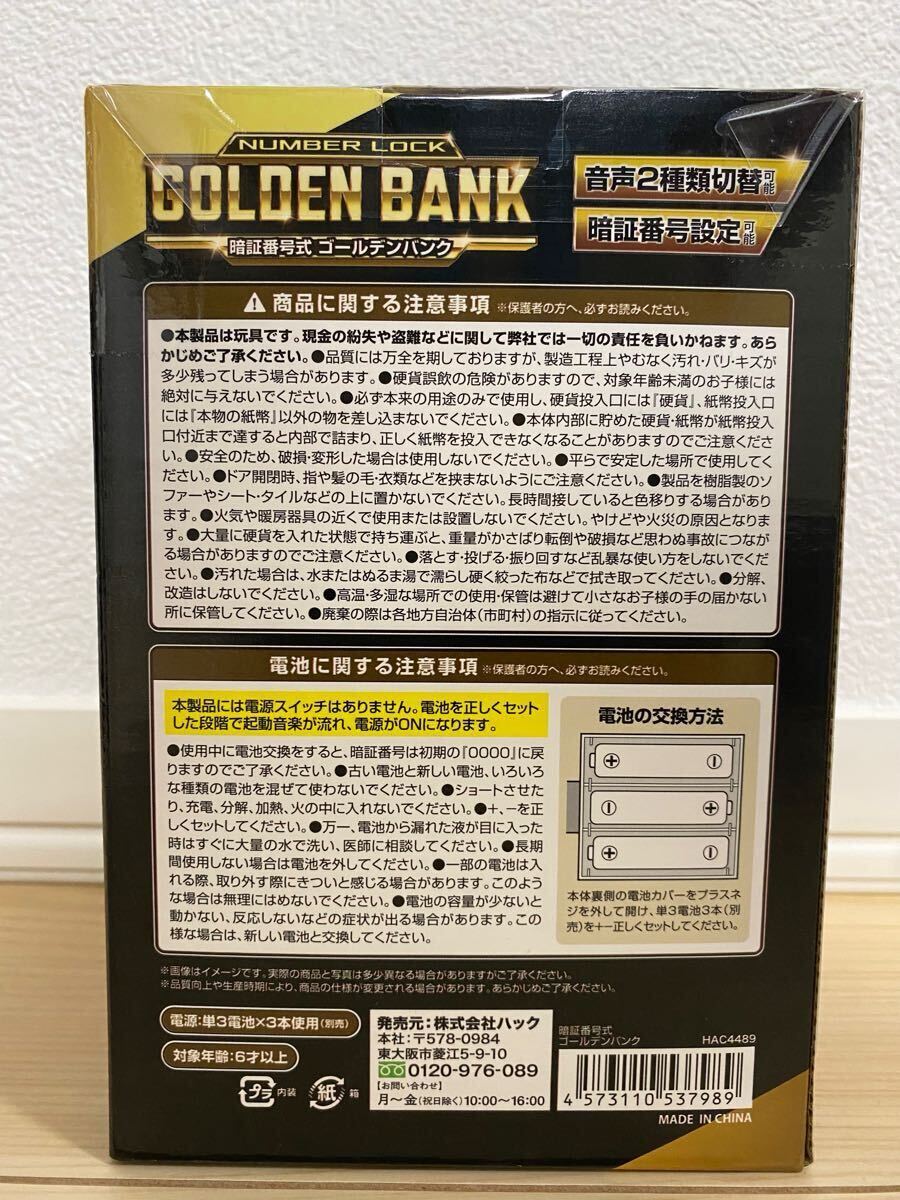 NUMBER LOCK
GOLDEN BANK
暗証番号式 ゴールデンバンク
音声2種類切替可能
暗証番号設定可能
⚠ 商品に関する注意事項 ※保護者の方へ、必ずお読みください。
●本製品は玩具です。現金の紛失や盗難などに関して弊社では一切の責任を負いかねます。あら
かじめご了承ください。●品質には万全を期しておりますが、製造工程上やむなく汚れ・バリ・キズが
多少残ってしまう場合があります。●硬貨誤飲の危険がありますので、対象年齢未満のお子様には
絶対に与えないでください。●必ず本来の用途のみで使用し、硬貨投入口には『硬貨』、紙幣投入口
には『本物の紙幣』以外の物を差し込まないでください。●本体内部に貯めた硬貨・紙幣が紙幣投入
口付近まで達すると内部で詰まり、正しく紙幣を投入できなくなることがありますのでご注意くださ
い。●安全のため、破損・変形した場合は使用しないでください。●平らで安定した場所で使用してく
ださい。●ドア開閉時、指や髪の毛・衣類などを挟まないようにご注意ください。●製品を樹脂製のソ
ファーやシート・タイルなどの上に置かないでください。長時間接していると色移りする場合があり
ます。●火気や暖房器具の近くで使用または設置しないでください。やけどや火災の原因となりま
す。●大量に硬貨を入れた状態で持ち運ぶと、重量がかさばり転倒や破損など思わぬ事故につなが
る場合がありますのでご注意ください。●落とす・投げる・振り回すなど乱暴な使い方をしないでくだ
さい。●汚れた場合は、水またはぬるま湯で濡らし硬く絞った布などで拭き取ってください。●分解、
改造はしないでください。●高温・多湿な場所での使用・保管は避けて小さなお子様の手の届かない
所に保管してください。●廃棄の際は各地方自治体(市町村)の指示に従ってください。
電池に関する注意事項 ※保護者の方へ、必ずお読みください。
本製品には電源スイッチはありません。電池を正しくセット
した段階で起動音楽が流れ、電源がONになります。
●使用中に電池交換をすると、暗証番号は初期の『0000』に戻
りますのでご了承ください。●古い電池と新しい電池、いろいろ
な種類の電池を混ぜて使わないでください。●ショートさせた
り、充電、分解、加熱、火の中に入れないでください。●+、-を正
しくセットしてください。●万一、電池から漏れた液が目に入った
時はすぐに大量の水で洗い、医師に相談してください。●長期
間使用しない場合は電池を外してください。●一部の電池は入
れる際、取り外す際にきついと感じる場合があります。このよう
な場合は無理にはめないでください。●電池の容量が少ないと
動かない、反応しないなどの症状が出る場合があります。この
様な場合は、新しい電池と交換してください。
電池の交換方法
+ -
- +
+ -
本体裏側の電池カバーをプラスネ
ジを外して開け、単3電池3本(別
売)を+-正しくセットしてください。
※画像はイメージです。実際の商品と写真は多少異なる場合がありますがご了承ください。
※品質向上や生産時期により、商品の仕様が変更される場合があります。あらかじめご了承ください。
電源:単3電池×3本使用(別売)
対象年齢:6才以上
プラ 内装 紙 箱
発売元:株式会社ハック
本社:〒578-0984
東大阪市菱江5-9-10
0120-976-089
【お問い合わせ】
月〜金(祝日除く)10:00〜16:00
暗証番号式
ゴールデンバンク HAC4489
4 573110 537989
MADE IN CHINA